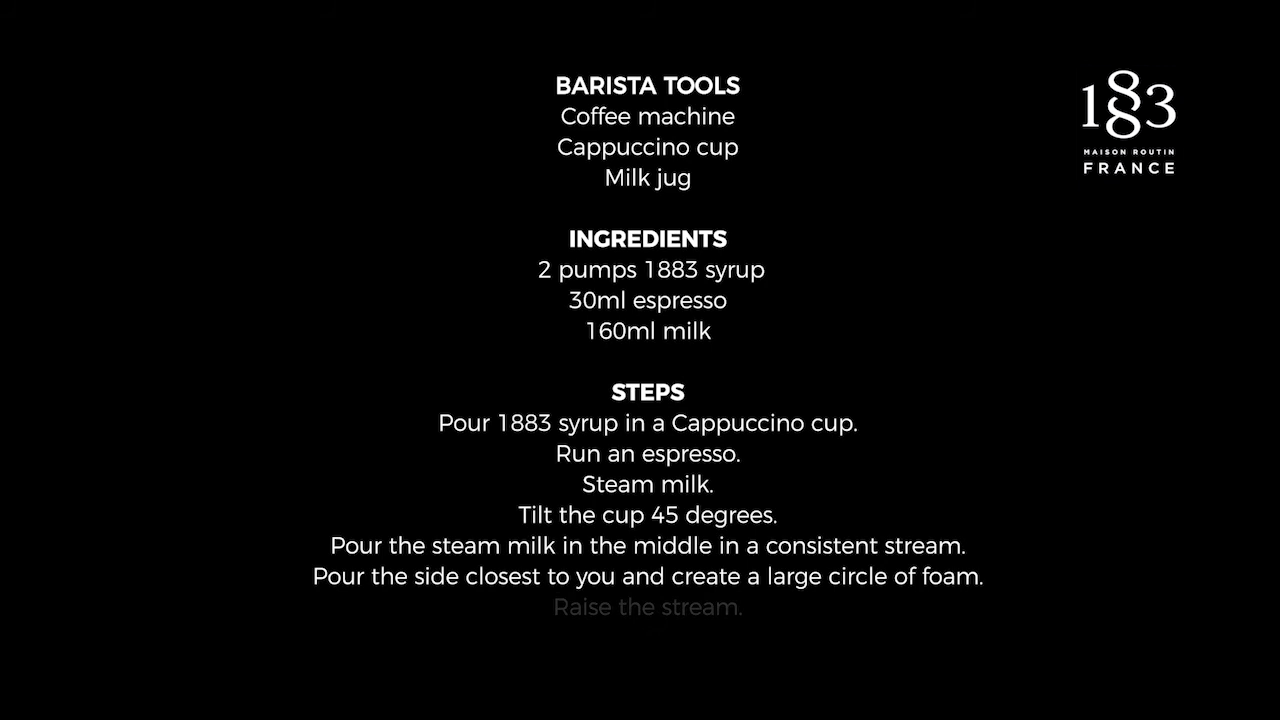 BARISTA TOOLS
Coffee machine
Cappuccino cup
Milk jug
INGREDIENTS
2 pumps 1883 syrup
30ml espresso
160ml milk
STEPS
Pour 1883 syrup in a Cappuccino cup.
Run an espresso.
Steam milk.
Tilt the cup 45 degrees.
Pour the steam milk in the middle in a consistent stream.
Pour the side closest to you and create a large circle of foam.
Raise the stream.
1883
MAISON ROUTIN
FRANCE